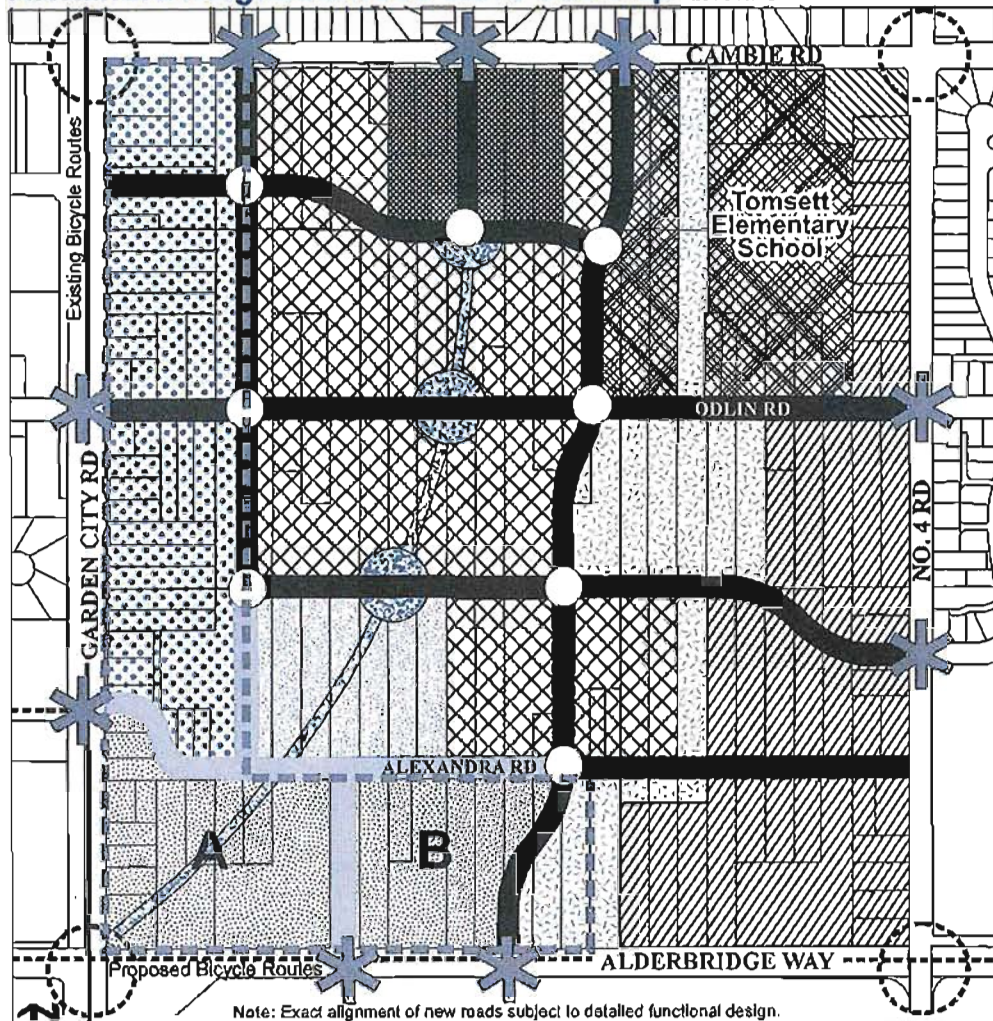 CAMBIE RD
Existing Bicycle Routes
Tomsett
Elementary
School
ODLIN RD
GARDEN CITY RD
NO. 4 RD
ALEXANDRA RD
A
B
Proposed Bicycle Routes
ALDERBRIDGE WAY
Note: Exact alignment of new roads subject to detailed functional design.